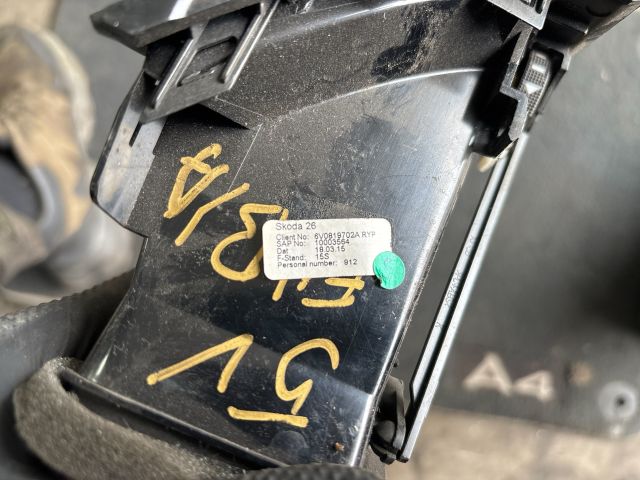 Skoda 26
Client No: 6V0819702A RYP
SAP No: 10003564
Dat : 18.03.15
F-Stand: 15S
Personal number: 912
FABIA
5V
A4